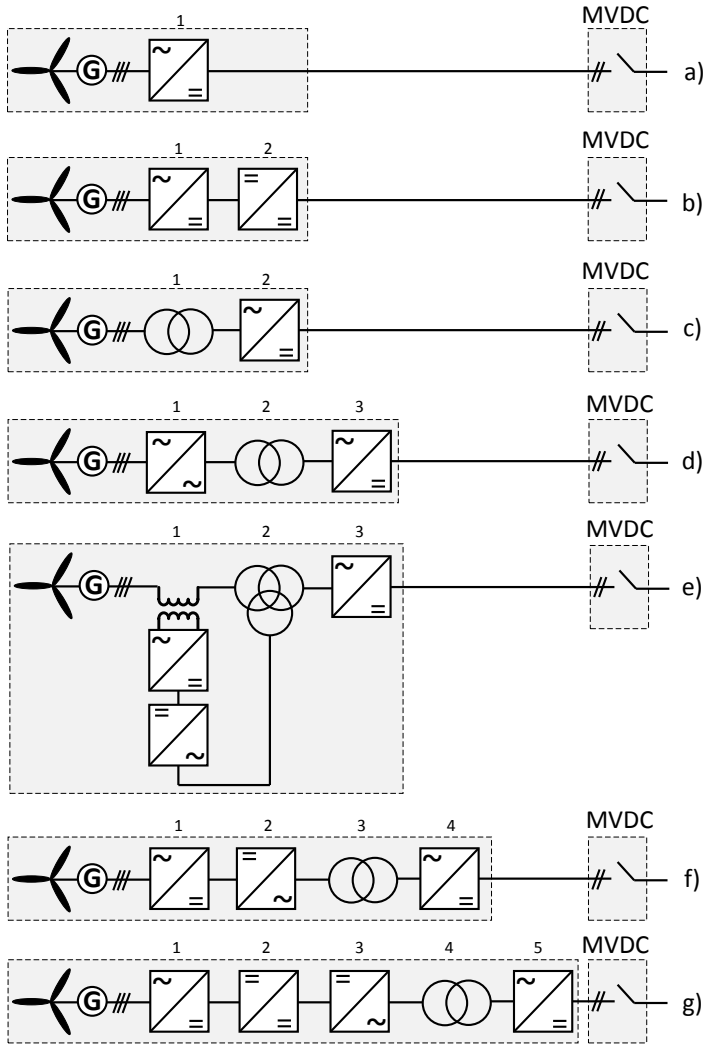 MVDC
1
G
~
=
a)
MVDC
1 2
G
~ =
= =
b)
MVDC
1 2
G
~
=
c)
MVDC
1 2 3
G
~ ~
~ =
d)
MVDC
1 2 3
G
~
=
e)
~
=
=
~
MVDC
1 2 3 4
G
~ = ~
= ~ =
f)
MVDC
1 2 3 4 5
G
~ = = ~
= = ~ =
g)